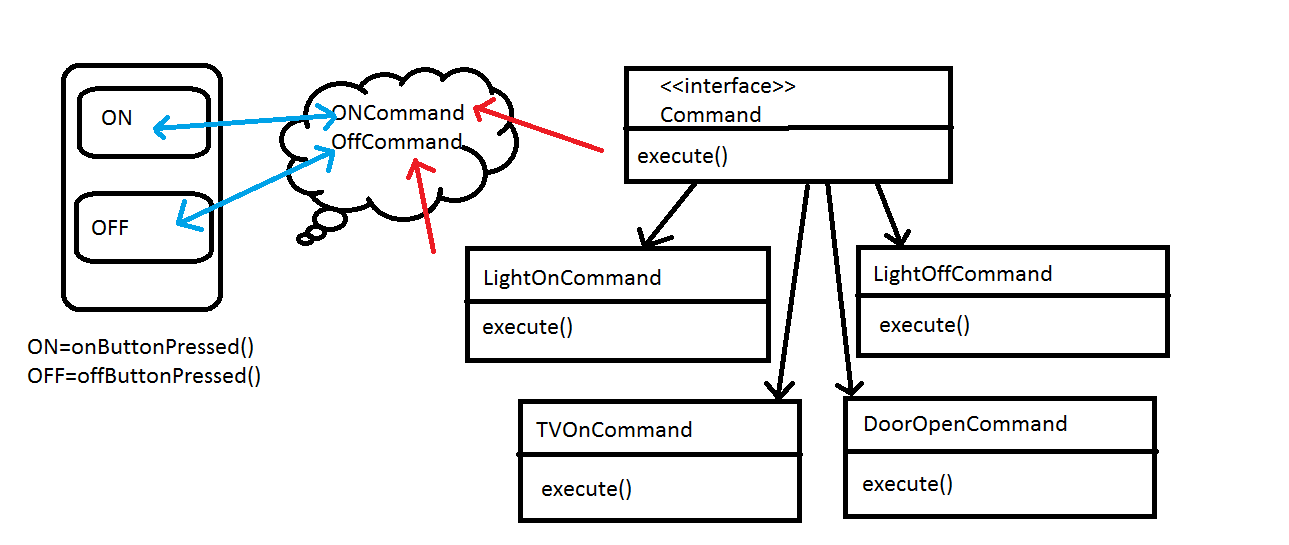 ON
OFF
ON=onButtonPressed()
OFF=offButtonPressed()
ONCommand
OffCommand
<<interface>>
Command
execute()
LightOnCommand
execute()
LightOffCommand
execute()
TVOnCommand
execute()
DoorOpenCommand
execute()